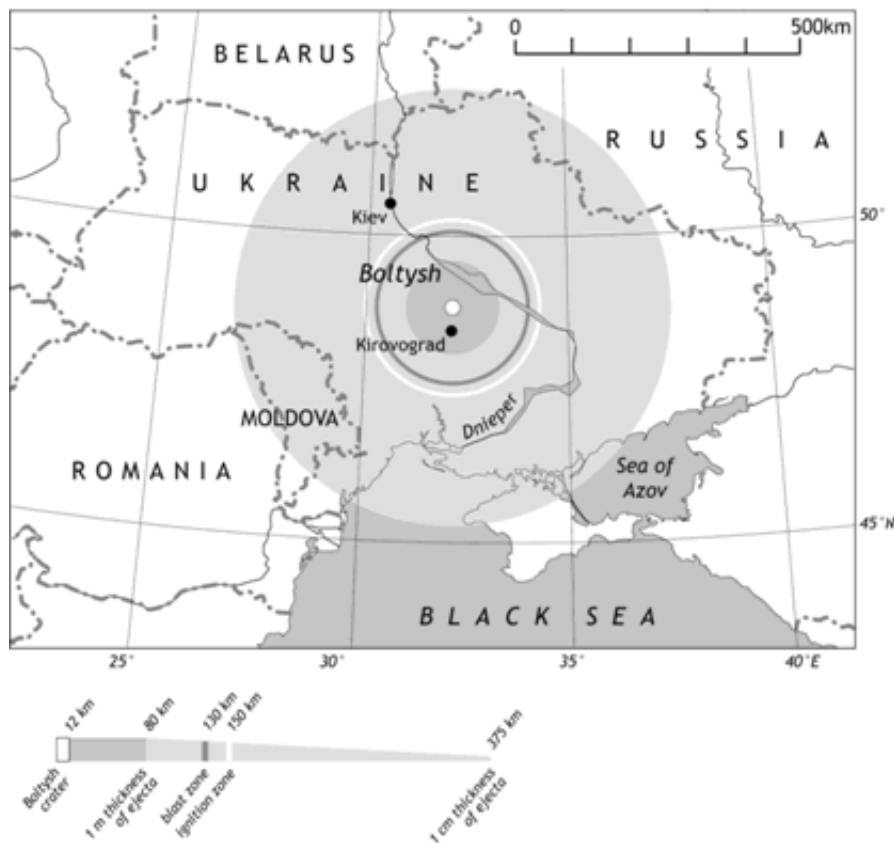 0 500km
BELARUS
RUSSIA
UKRAINE
Kiev
50°
Boltysh
Kirovograd
MOLDOVA
Dnieper
ROMANIA
Sea of
Azov
45°N
BLACK SEA
25° 30° 35° 40°E
12 km 80 km 130 km 150 km 375 km
Boltysh
crater
1 m thickness
of ejecta
blast zone
ignition zone
1 cm thickness
of ejecta